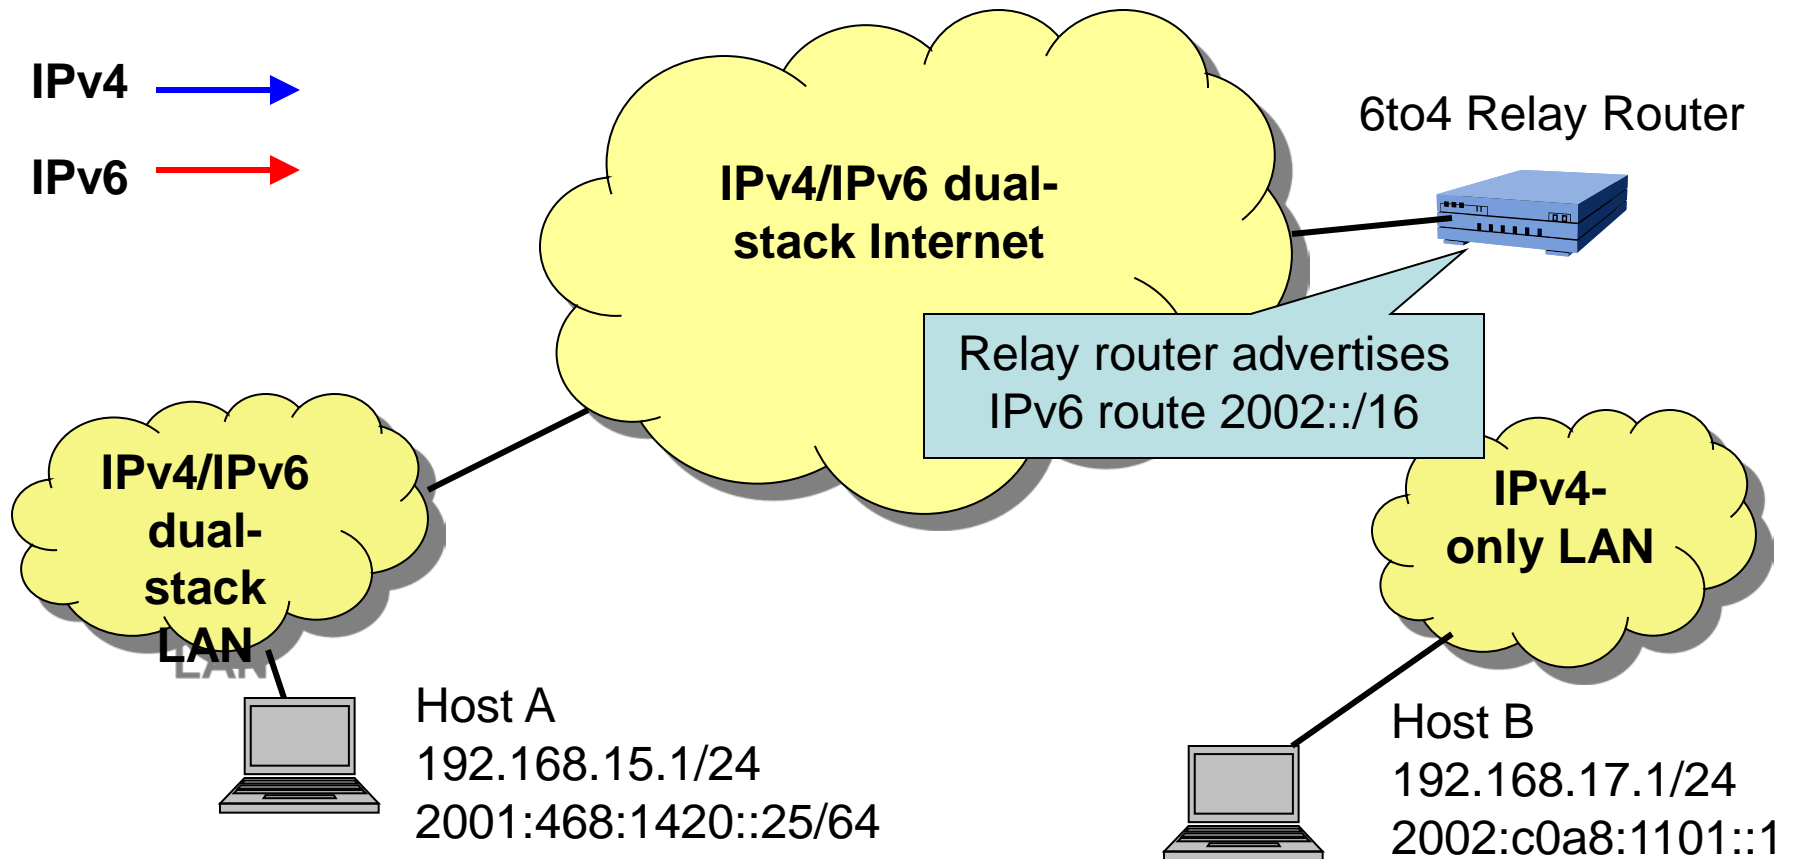 IPv4
IPv6
IPv4/IPv6 dual-
stack Internet
6to4 Relay Router
Relay router advertises
IPv6 route 2002::/16
IPv4/IPv6
dual-
stack
LAN
IPv4-
only LAN
Host A
192.168.15.1/24
2001:468:1420::25/64
Host B
192.168.17.1/24
2002:c0a8:1101::1